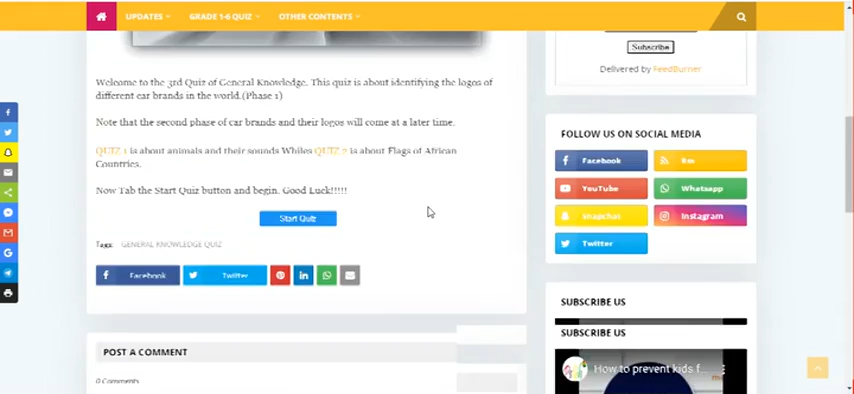 UPDATES
GRADE 1-6 QUIZ
OTHER CONTENTS
Subscribe
Delivered by FeedBurner
Welcome to the 3rd Quiz of General Knowledge. This quiz is about identifying the logos of
different car brands in the world.(Phase 1)
Note that the second phase of car brands and their logos will come at a later time.
QUIZ 1 is about animals and their sounds Whiles QUIZ 2 is about Flags of African
Countries.
Now Tab the Start Quiz button and begin. Good Luck!!!!!
Start Quiz
Tags: GENERAL KNOWLEDGE QUIZ
Facebook
Twitter
POST A COMMENT
0 Comments
FOLLOW US ON SOCIAL MEDIA
Facebook
Rss
YouTube
Whatsapp
Snapchat
Instagram
Twitter
SUBSCRIBE US
SUBSCRIBE US
How to prevent kids f...